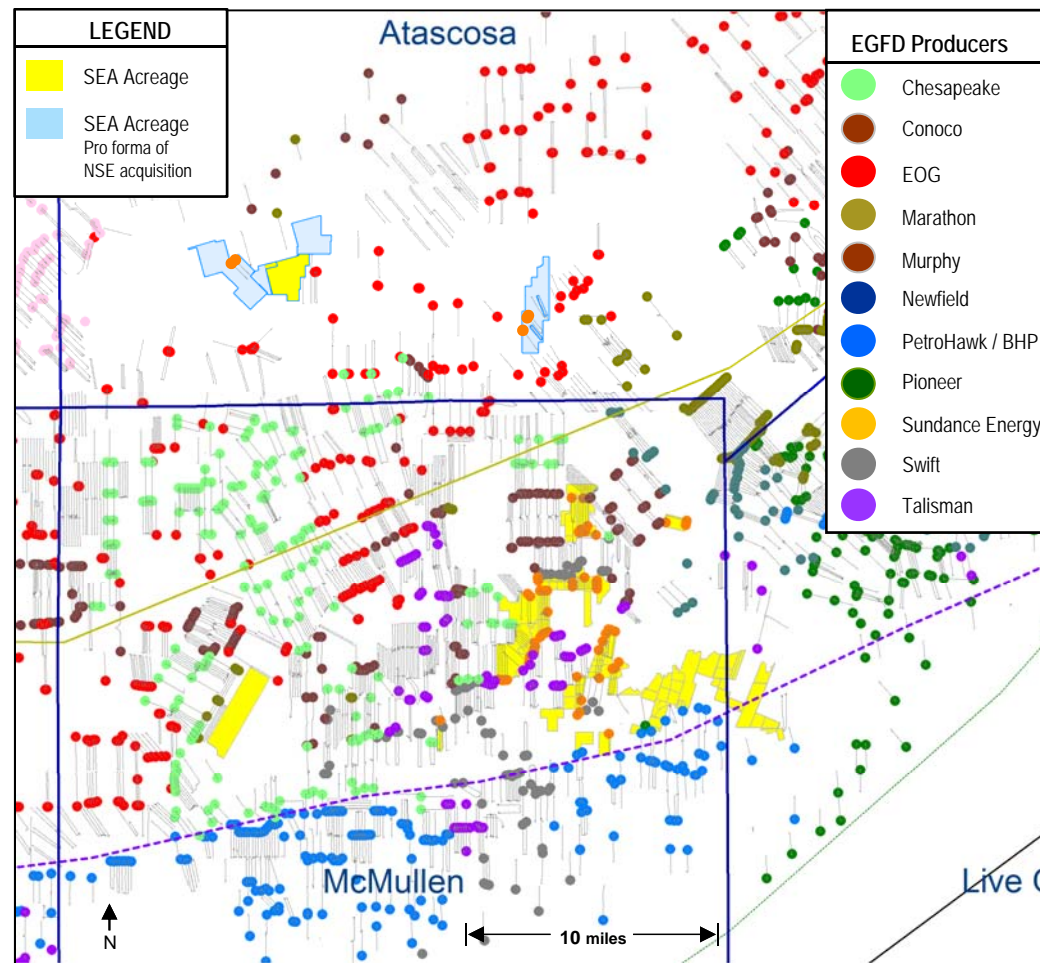 LEGEND
SEA Acreage
SEA Acreage
Pro forma of
NSE acquisition
Atascosa
EGFD Producers
Chesapeake
Conoco
EOG
Marathon
Murphy
Newfield
PetroHawk / BHP
Pioneer
Sundance Energy
Swift
Talisman
McMullen
Live
N
10 miles